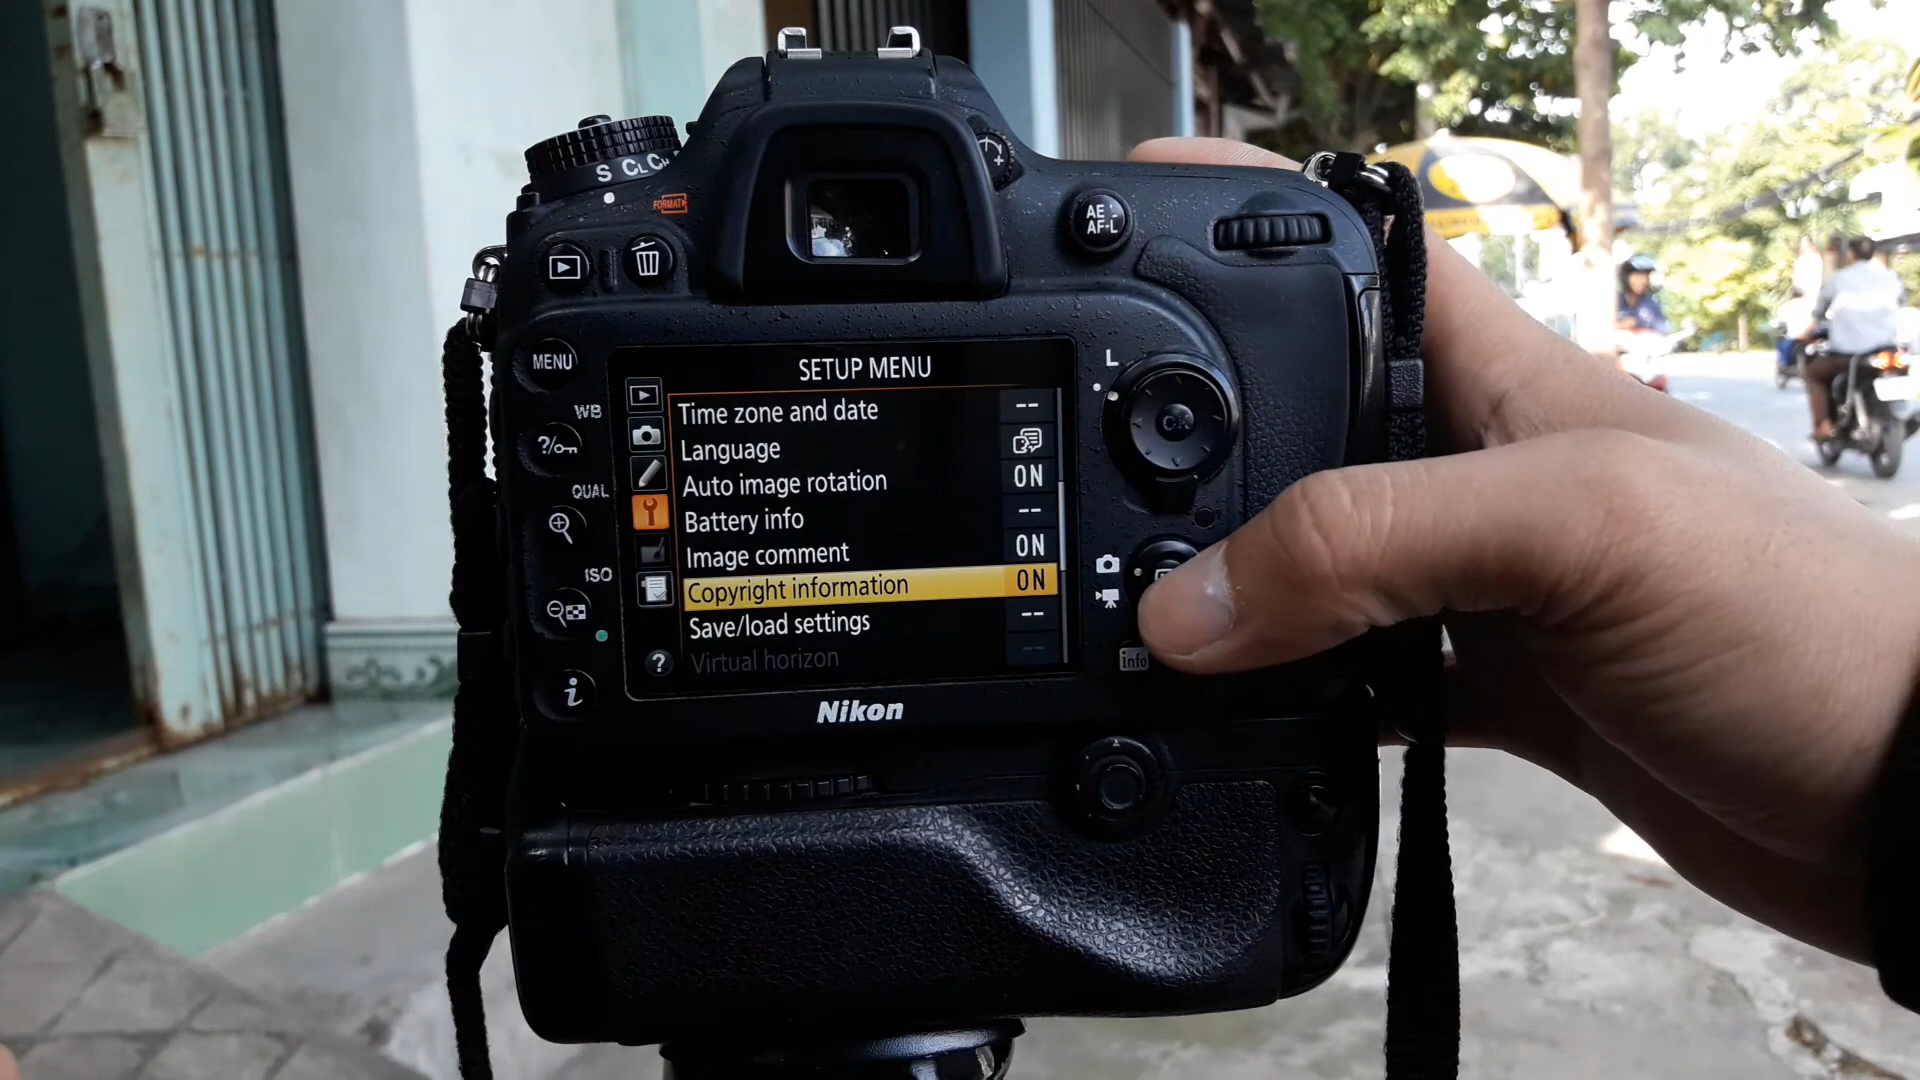 S CL CH
FORMAT
AE-L
AF-L
MENU
WB
?
QUAL
ISO
i
L
OK
info
SETUP MENU
Time zone and date --
Language
Auto image rotation ON
Battery info --
Image comment ON
Copyright information ON
Save/load settings --
? Virtual horizon --
Nikon